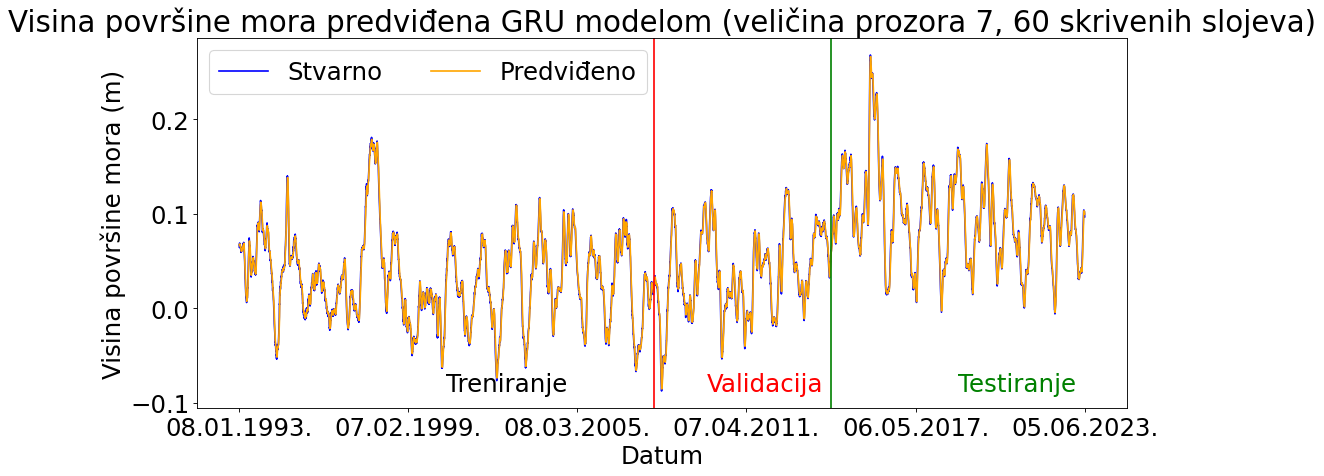 Visina površine mora predviđena GRU modelom (veličina prozora 7, 60 skrivenih slojeva)
Stvarno
Predviđeno
Visina površine mora (m)
0.2
0.1
0.0
−0.1
Treniranje
Validacija
Testiranje
08.01.1993.
07.02.1999.
08.03.2005.
07.04.2011.
06.05.2017.
05.06.2023.
Datum